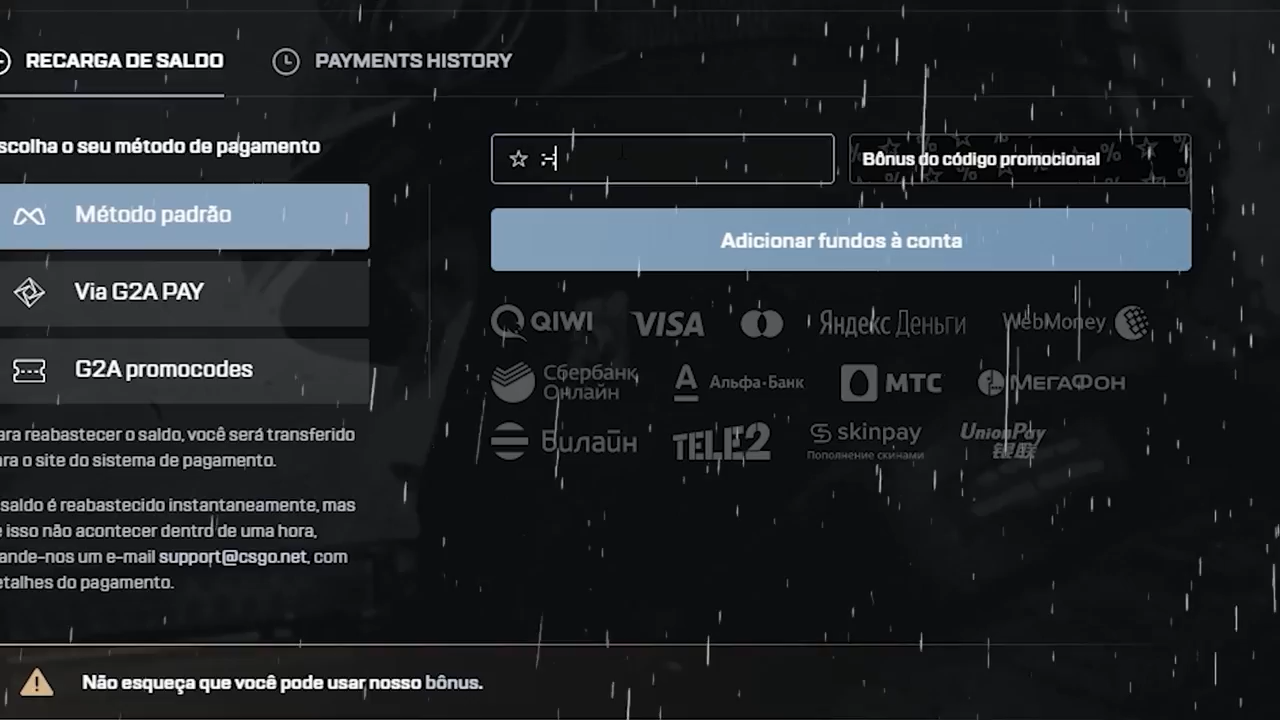 RECARGA DE SALDO
PAYMENTS HISTORY
scolha o seu método de pagamento
Método padrão
Via G2A PAY
G2A promocodes
ara reabastecer o saldo, você será transferido
ara o site do sistema de pagamento.
saldo é reabastecido instantaneamente, mas
e isso não acontecer dentro de uma hora,
ande-nos um e-mail support@csgo.net, com
etalhes do pagamento.
Bônus do código promocional
Adicionar fundos à conta
QIWI VISA Яндекс Деньги WebMoney
Сбербанк
Онлайн
Альфа·Банк МТС МЕГАФОН
Билайн TELE2 skinpay UnionPay
Пополнение скинами 银联
Não esqueça que você pode usar nosso bônus.